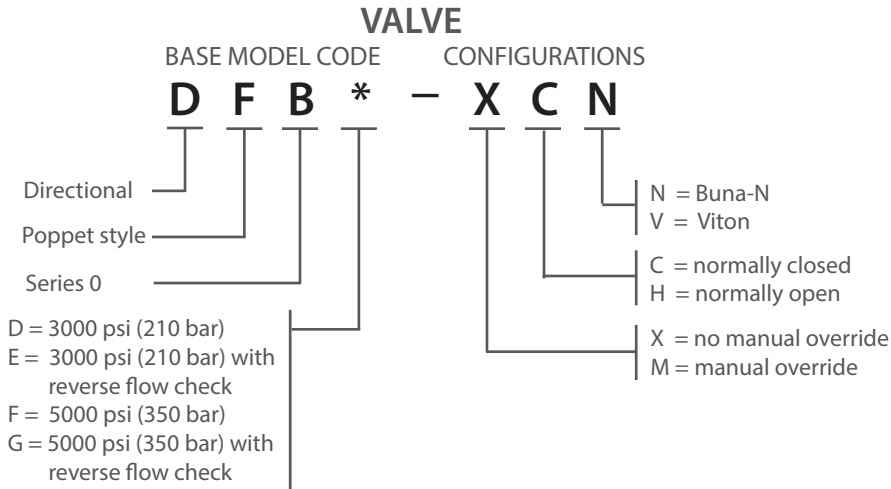 VALVE
BASE MODEL CODE CONFIGURATIONS
D F B * – X C N
Directional
Poppet style
Series 0
D = 3000 psi (210 bar)
E = 3000 psi (210 bar) with
reverse flow check
F = 5000 psi (350 bar)
G = 5000 psi (350 bar) with
reverse flow check
N = Buna-N
V = Viton
C = normally closed
H = normally open
X = no manual override
M = manual override